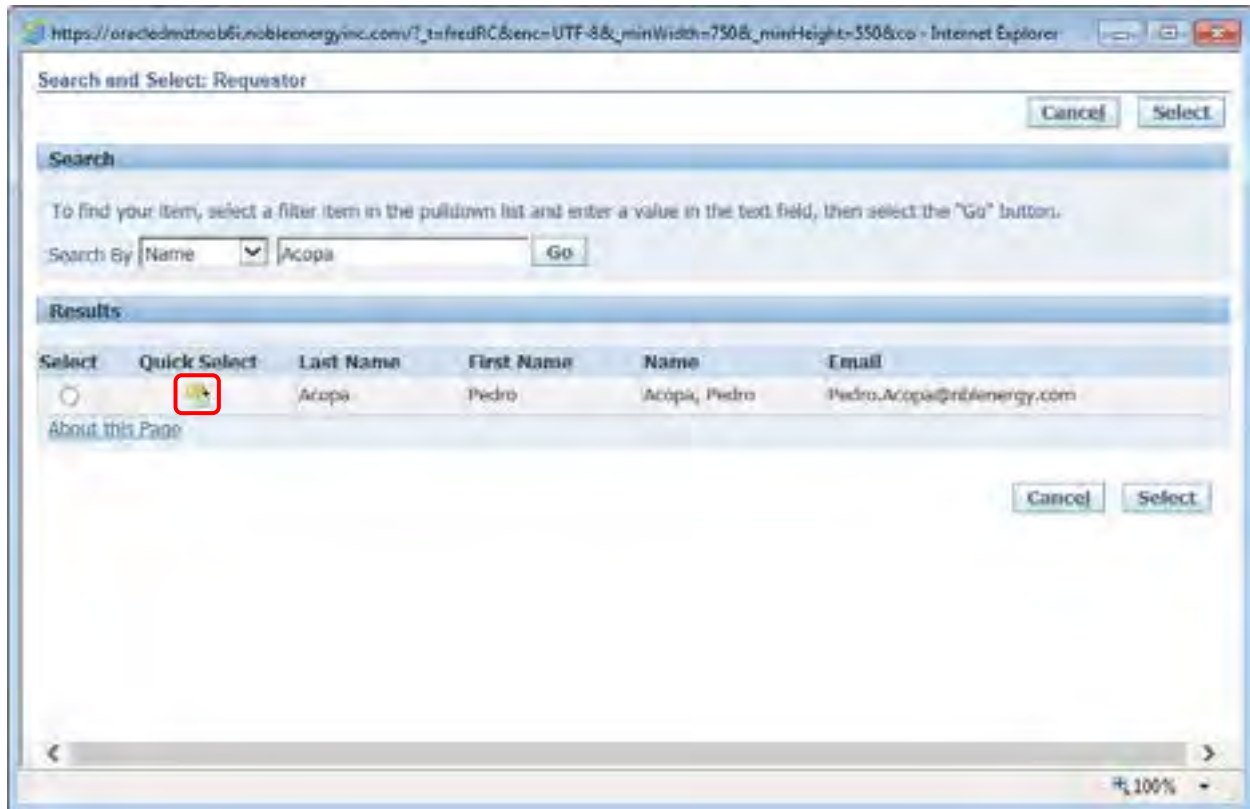 https://oracledmztnob6i.nobleenergyinc.com/?_t=fredRC&enc=UTF-8&_minWidth=750&_minHeight=550&co - Internet Explorer
Search and Select: Requestor
Cancel Select
Search
To find your item, select a filter item in the pulldown list and enter a value in the text field, then select the "Go" button.
Search By Name Acopa Go
Results
Select Quick Select Last Name First Name Name Email
Acopa Pedro Acopa, Pedro Pedro.Acopa@nblenergy.com
About this Page
Cancel Select
100%